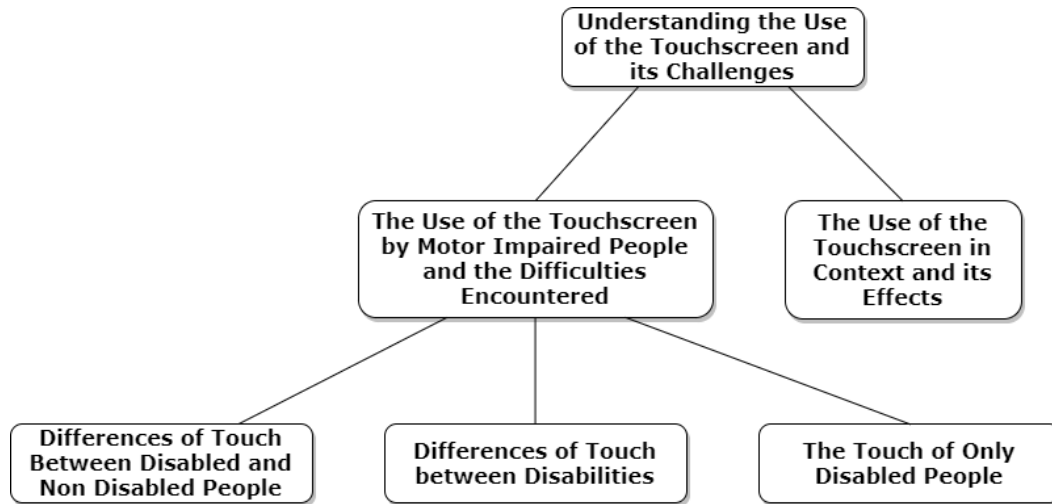 Understanding the Use
of the Touchscreen and
its Challenges
The Use of the Touchscreen
by Motor Impaired People
and the Difficulties
Encountered
The Use of the
Touchscreen in
Context and its
Effects
Differences of Touch
Between Disabled and
Non Disabled People
Differences of Touch
between Disabilities
The Touch of Only
Disabled People